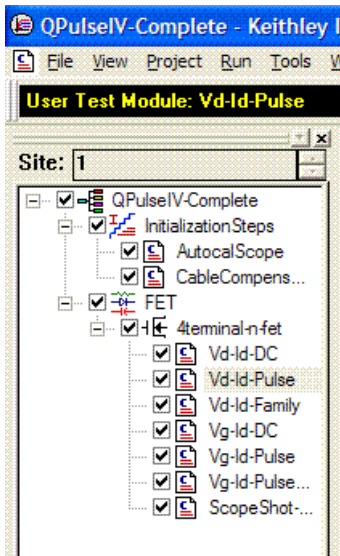 QPulseIV-Complete - Keithley
File View Project Run Tools
User Test Module: Vd-Id-Pulse
Site: 1
QPulseIV-Complete
InitializationSteps
AutocalScope
CableCompens...
FET
4terminal-n-fet
Vd-Id-DC
Vd-Id-Pulse
Vd-Id-Family
Vg-Id-DC
Vg-Id-Pulse
Vg-Id-Pulse...
ScopeShot-...